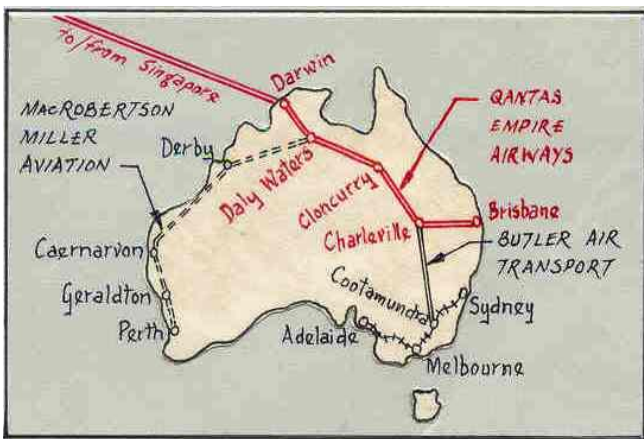 to/from Singapore
Darwin
MACROBERTSON
MILLER
AVIATION
QANTAS
EMPIRE
AIRWAYS
Derby
Daly Waters
Cloncurry
Brisbane
Charleville
BUTLER AIR
TRANSPORT
Caernarvon
Geraldton
Perth
Cootamundra
Sydney
Adelaide
Melbourne